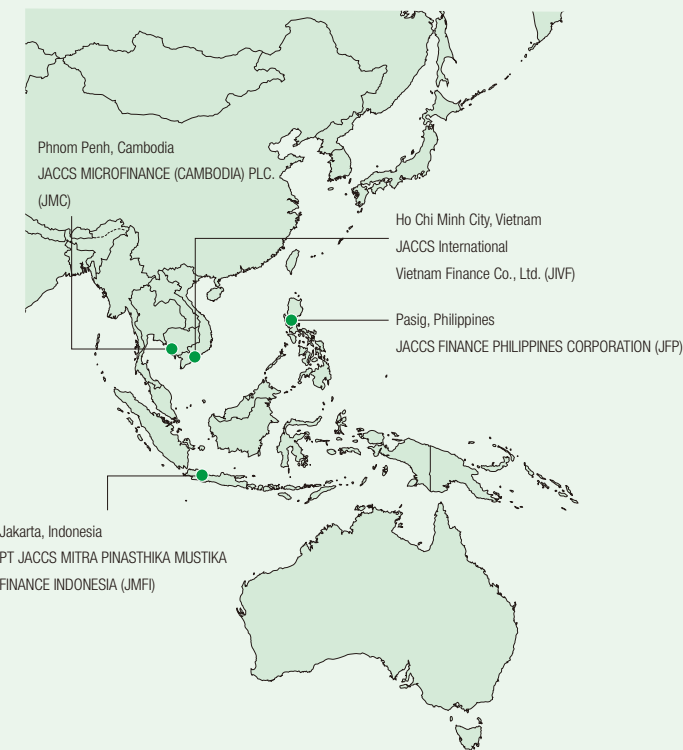 Phnom Penh, Cambodia
JACCS MICROFINANCE (CAMBODIA) PLC.
(JMC)
Ho Chi Minh City, Vietnam
JACCS International
Vietnam Finance Co., Ltd. (JIVF)
Pasig, Philippines
JACCS FINANCE PHILIPPINES CORPORATION (JFP)
Jakarta, Indonesia
PT JACCS MITRA PINASTHIKA MUSTIKA
FINANCE INDONESIA (JMFI)